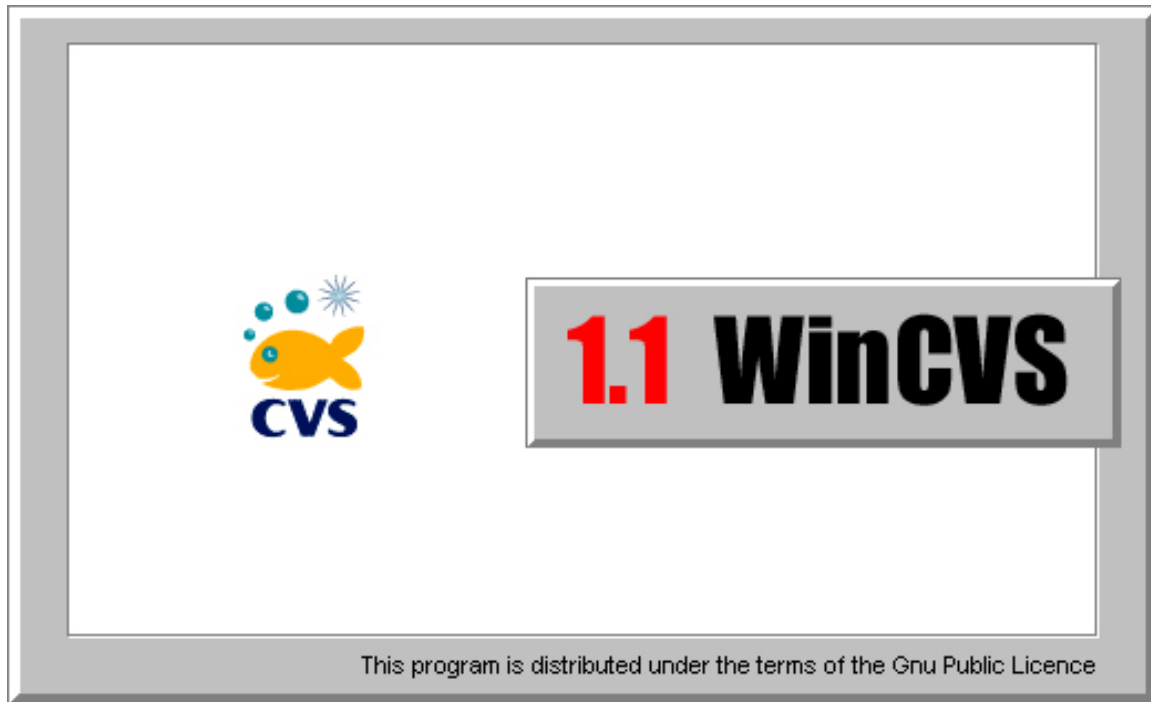 CVS
1.1 WinCVS
This program is distributed under the terms of the Gnu Public Licence